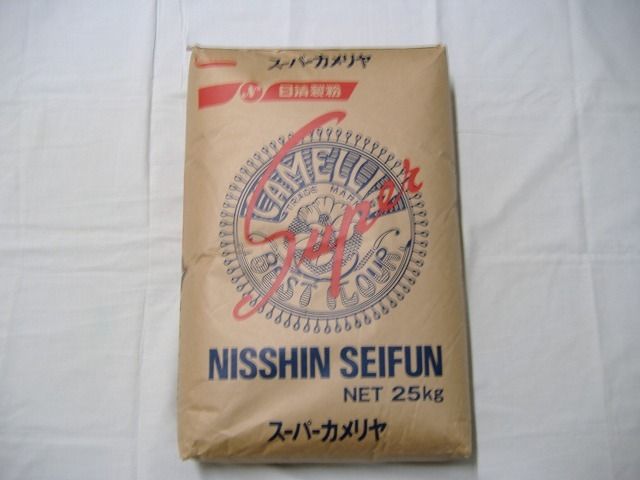 スーパーカメリヤ
N 日清製粉
CAMELLIA
TRADE MARK
Super
BEST FLOUR
NISSHIN SEIFUN
NET 25kg
スーパーカメリヤ